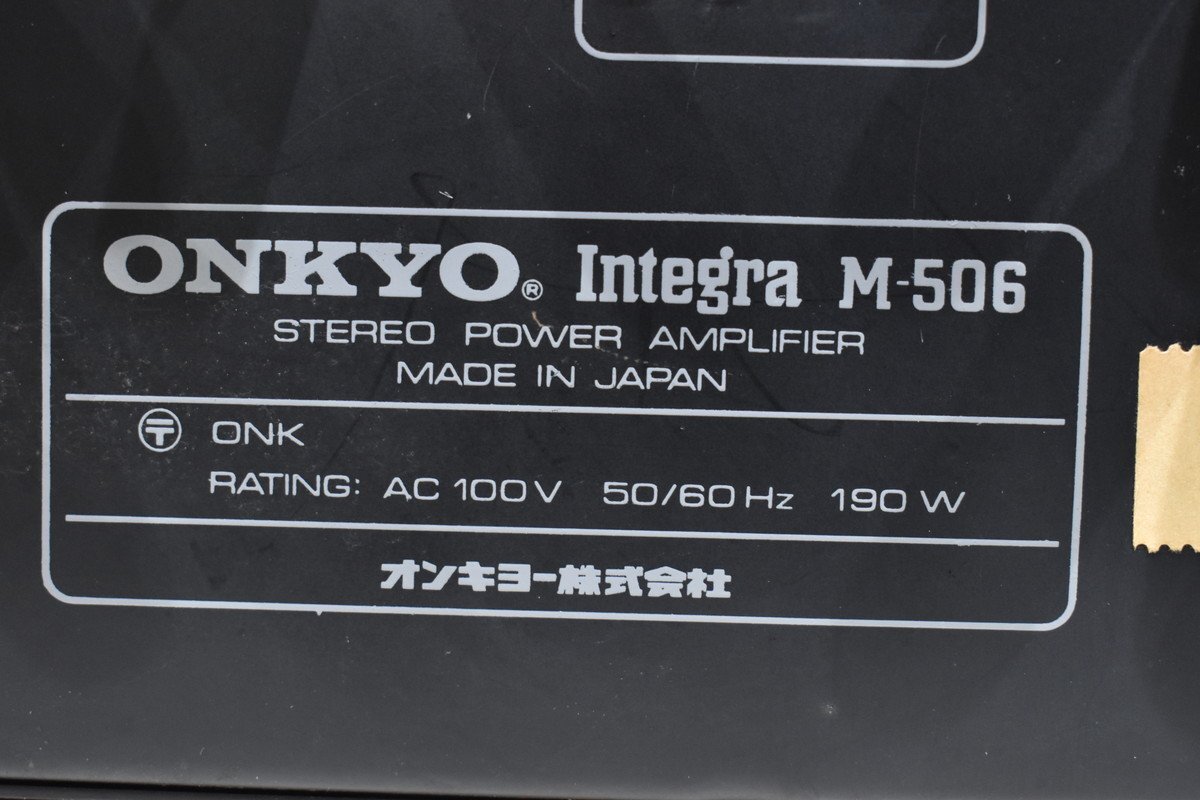 ONKYO® Integra M-506
STEREO POWER AMPLIFIER
MADE IN JAPAN
〶 ONK
RATING: AC 100V 50/60Hz 190W
オンキヨー株式会社